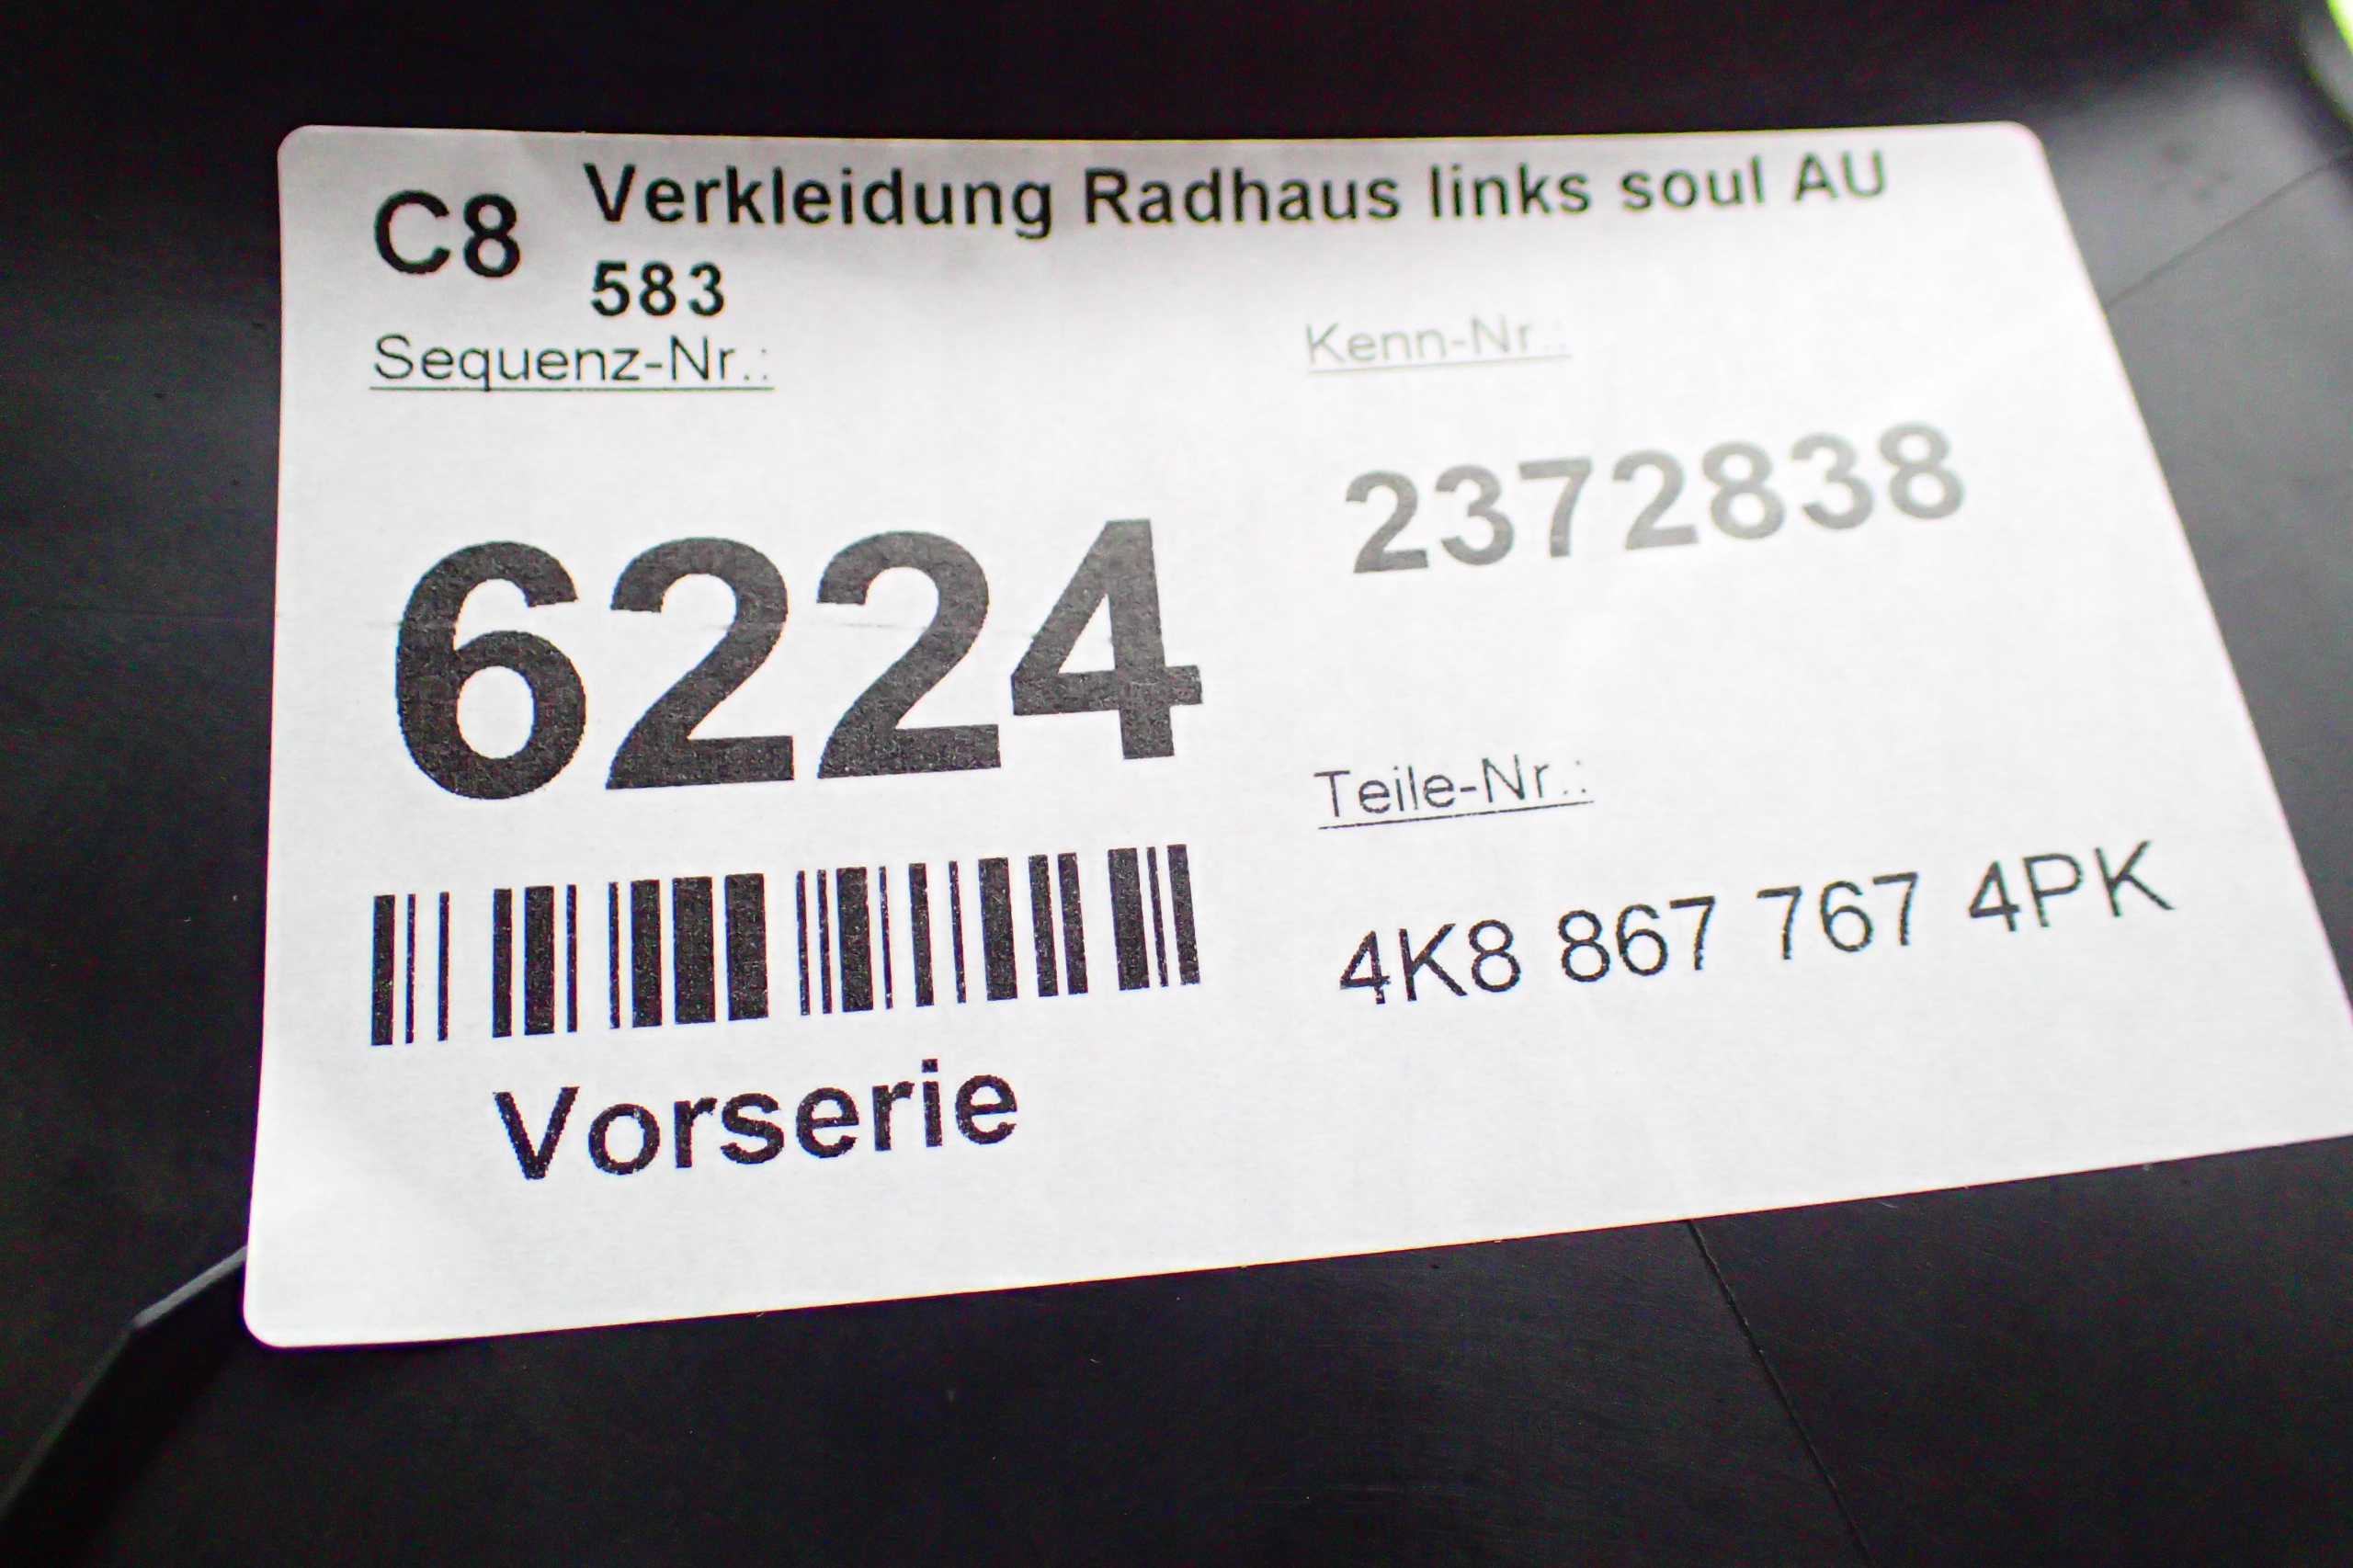 C8 Verkleidung Radhaus links soul AU
583
Sequenz-Nr.:
Kenn-Nr.:
6224
2372838
Teile-Nr.:
4K8 867 767 4PK
Vorserie